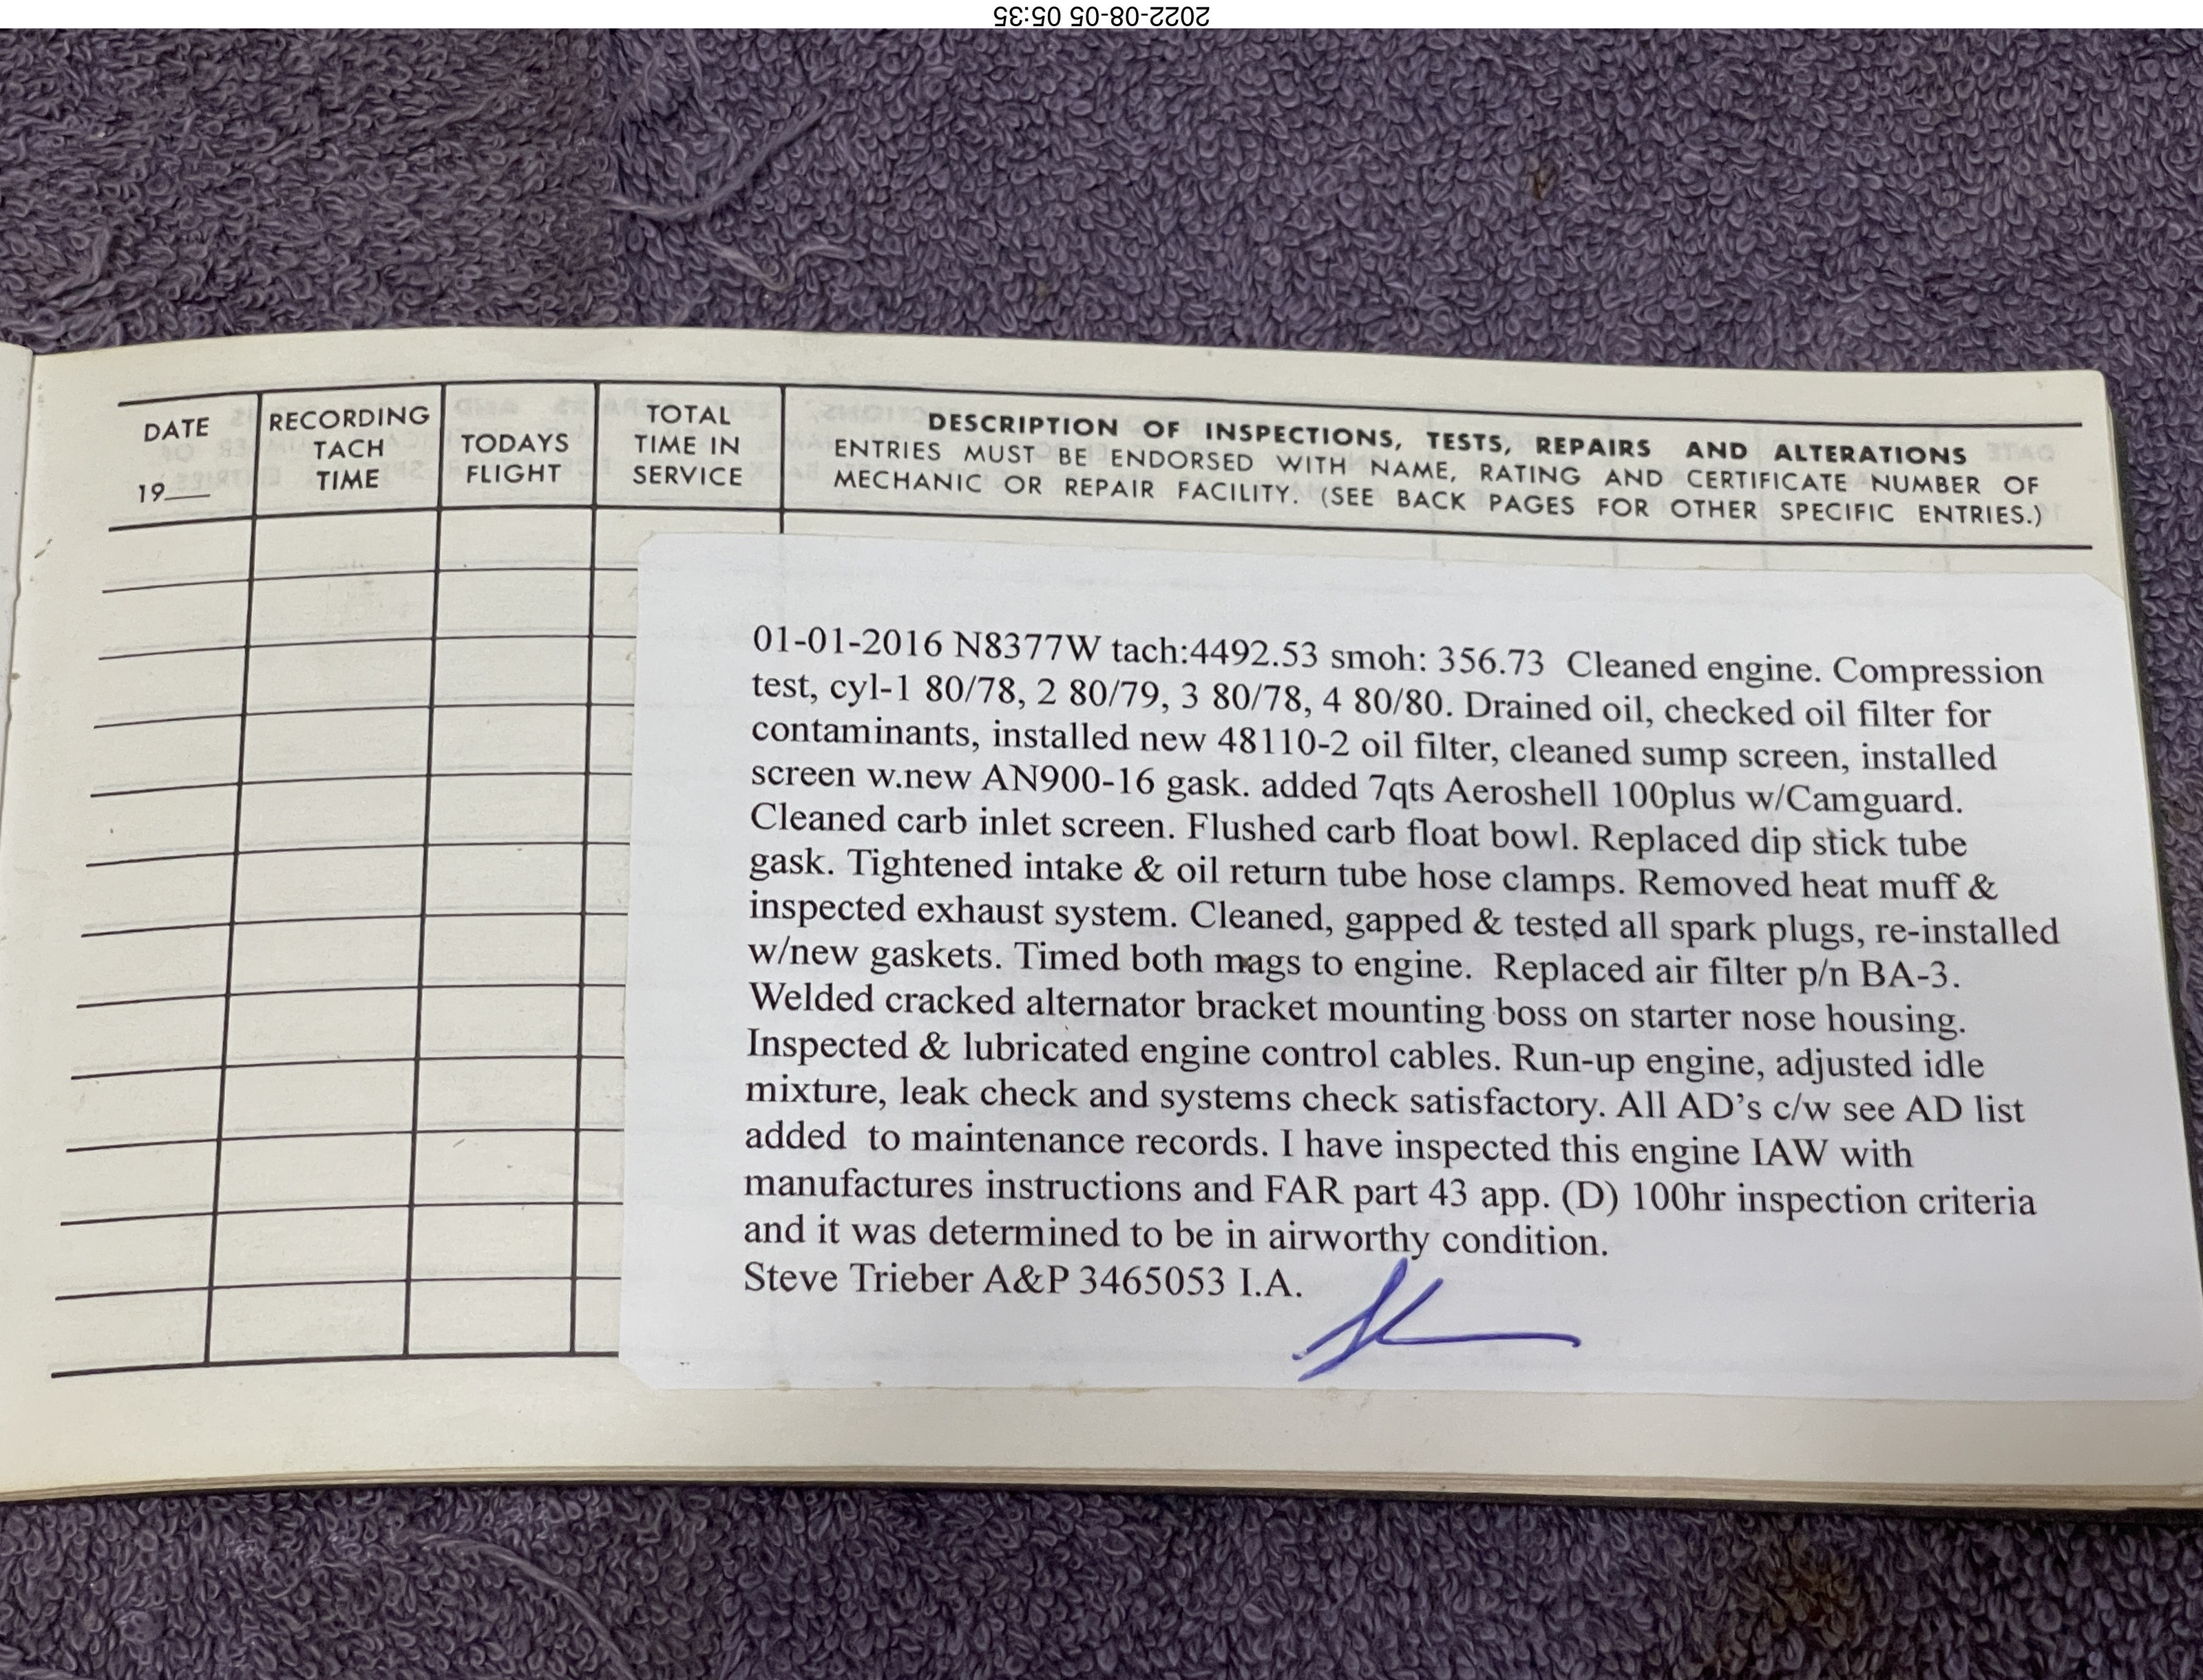 2022-08-05 05:35
DATE
19__
RECORDING
TACH
TIME
TODAYS
FLIGHT
TOTAL
TIME IN
SERVICE
DESCRIPTION OF INSPECTIONS, TESTS, REPAIRS AND ALTERATIONS
ENTRIES MUST BE ENDORSED WITH NAME, RATING AND CERTIFICATE NUMBER OF
MECHANIC OR REPAIR FACILITY. (SEE BACK PAGES FOR OTHER SPECIFIC ENTRIES.)
01-01-2016 N8377W tach:4492.53 smoh: 356.73 Cleaned engine. Compression
test, cyl-1 80/78, 2 80/79, 3 80/78, 4 80/80. Drained oil, checked oil filter for
contaminants, installed new 48110-2 oil filter, cleaned sump screen, installed
screen w.new AN900-16 gask. added 7qts Aeroshell 100plus w/Camguard.
Cleaned carb inlet screen. Flushed carb float bowl. Replaced dip stick tube
gask. Tightened intake & oil return tube hose clamps. Removed heat muff &
inspected exhaust system. Cleaned, gapped & tested all spark plugs, re-installed
w/new gaskets. Timed both mags to engine. Replaced air filter p/n BA-3.
Welded cracked alternator bracket mounting boss on starter nose housing.
Inspected & lubricated engine control cables. Run-up engine, adjusted idle
mixture, leak check and systems check satisfactory. All AD's c/w see AD list
added to maintenance records. I have inspected this engine IAW with
manufactures instructions and FAR part 43 app. (D) 100hr inspection criteria
and it was determined to be in airworthy condition.
Steve Trieber A&P 3465053 I.A.